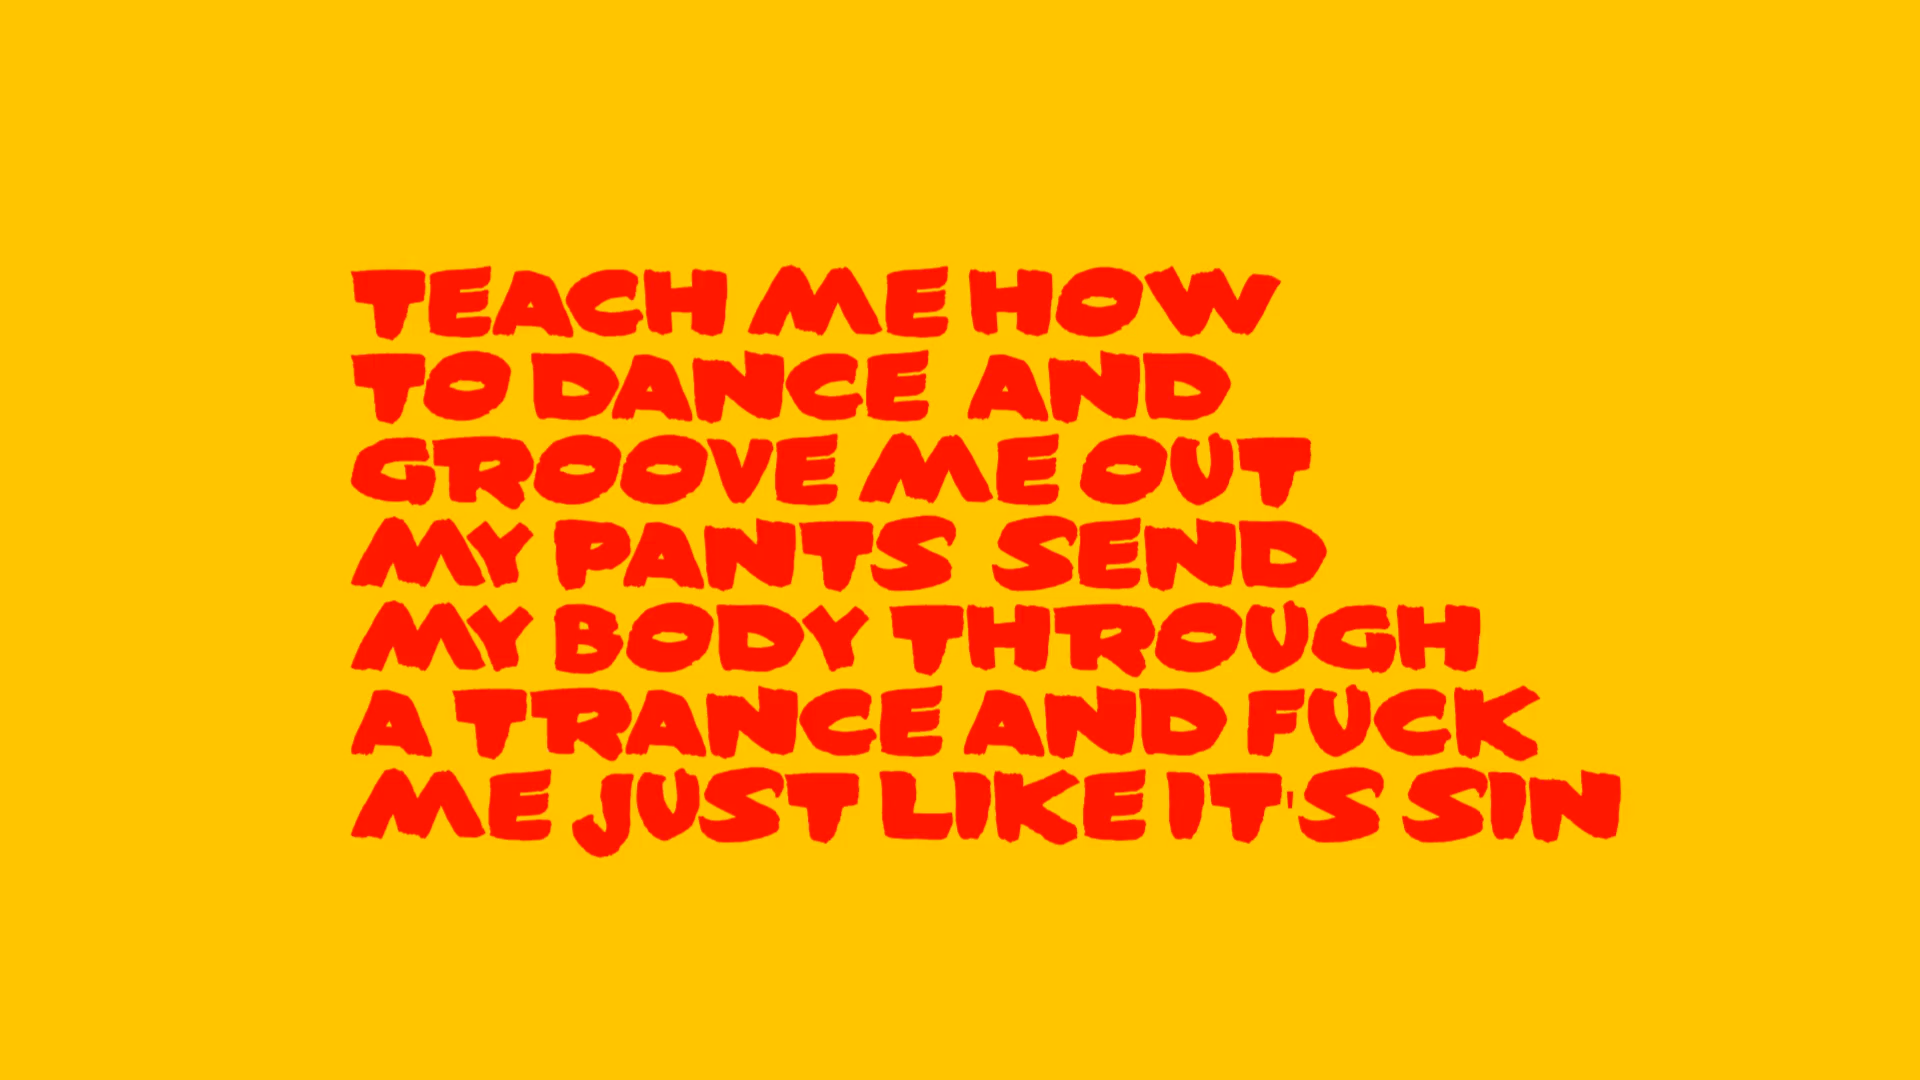 TEACH ME HOW
TO DANCE AND
GROOVE ME OUT
MY PANTS SEND
MY BODY THROUGH
A TRANCE AND FUCK
ME JUST LIKE IT'S SIN